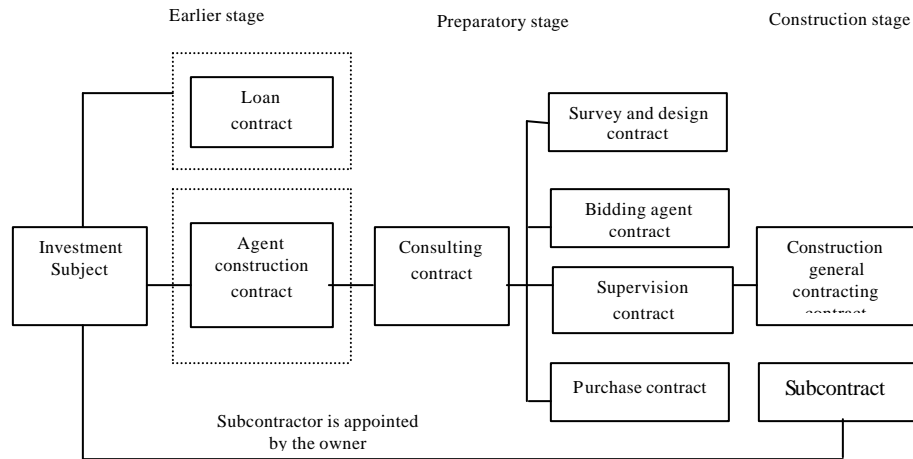 Earlier stage
Preparatory stage
Construction stage
Loan
contract
Survey and design
contract
Bidding agent
contract
Investment
Subject
Agent
construction
contract
Consulting
contract
Supervision
contract
Construction
general
contracting
contract
Purchase contract
Subcontract
Subcontractor is appointed
by the owner